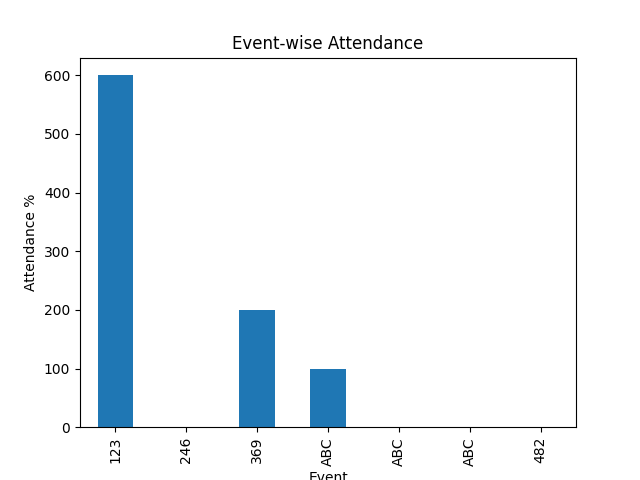 Event-wise Attendance
Attendance %
600
500
400
300
200
100
0
123
246
369
ABC
ABC
ABC
482
Event